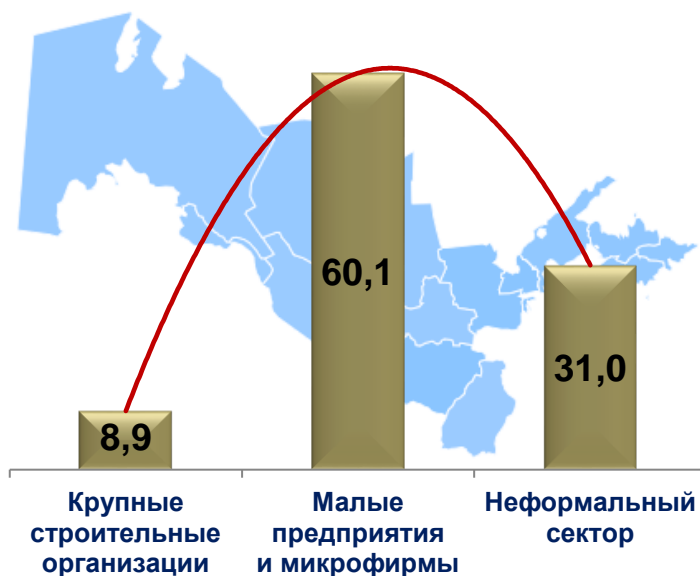 60,1
31,0
8,9
Крупные
строительные
организации
Малые
предприятия
и микрофирмы
Неформальный
сектор